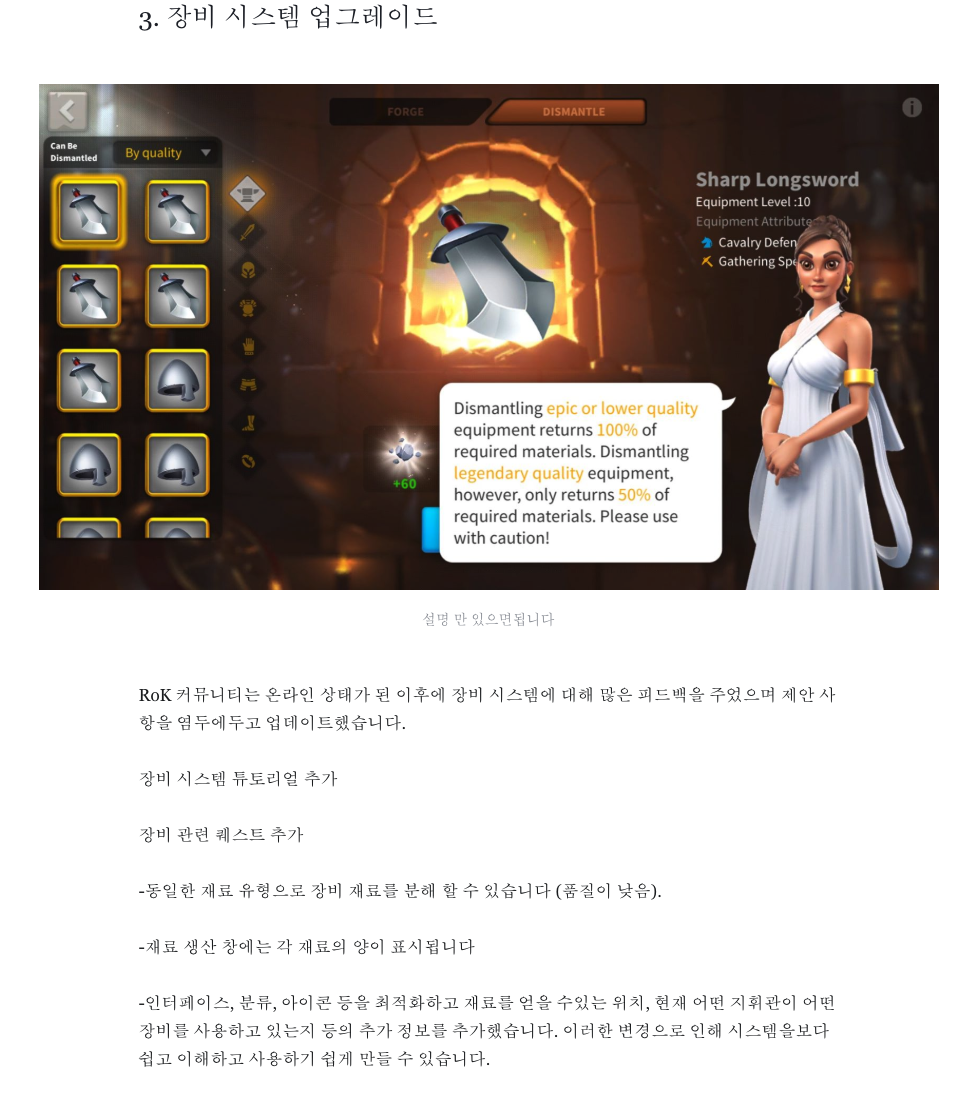 3. 장비 시스템 업그레이드
FORGE
DISMANTLE
Can Be
Dismantled
By quality
Sharp Longsword
Equipment Level :10
Equipment Attribute
Cavalry Defen
Gathering Spe
+60
Dismantling epic or lower quality
equipment returns 100% of
required materials. Dismantling
legendary quality equipment,
however, only returns 50% of
required materials. Please use
with caution!
설명 만 있으면됩니다
RoK 커뮤니티는 온라인 상태가 된 이후에 장비 시스템에 대해 많은 피드백을 주었으며 제안 사
항을 염두에두고 업데이트했습니다.
장비 시스템 튜토리얼 추가
장비 관련 퀘스트 추가
-동일한 재료 유형으로 장비 재료를 분해 할 수 있습니다 (품질이 낮음).
-재료 생산 창에는 각 재료의 양이 표시됩니다
-인터페이스, 분류, 아이콘 등을 최적화하고 재료를 얻을 수있는 위치, 현재 어떤 지휘관이 어떤
장비를 사용하고 있는지 등의 추가 정보를 추가했습니다. 이러한 변경으로 인해 시스템을보다
쉽고 이해하고 사용하기 쉽게 만들 수 있습니다.